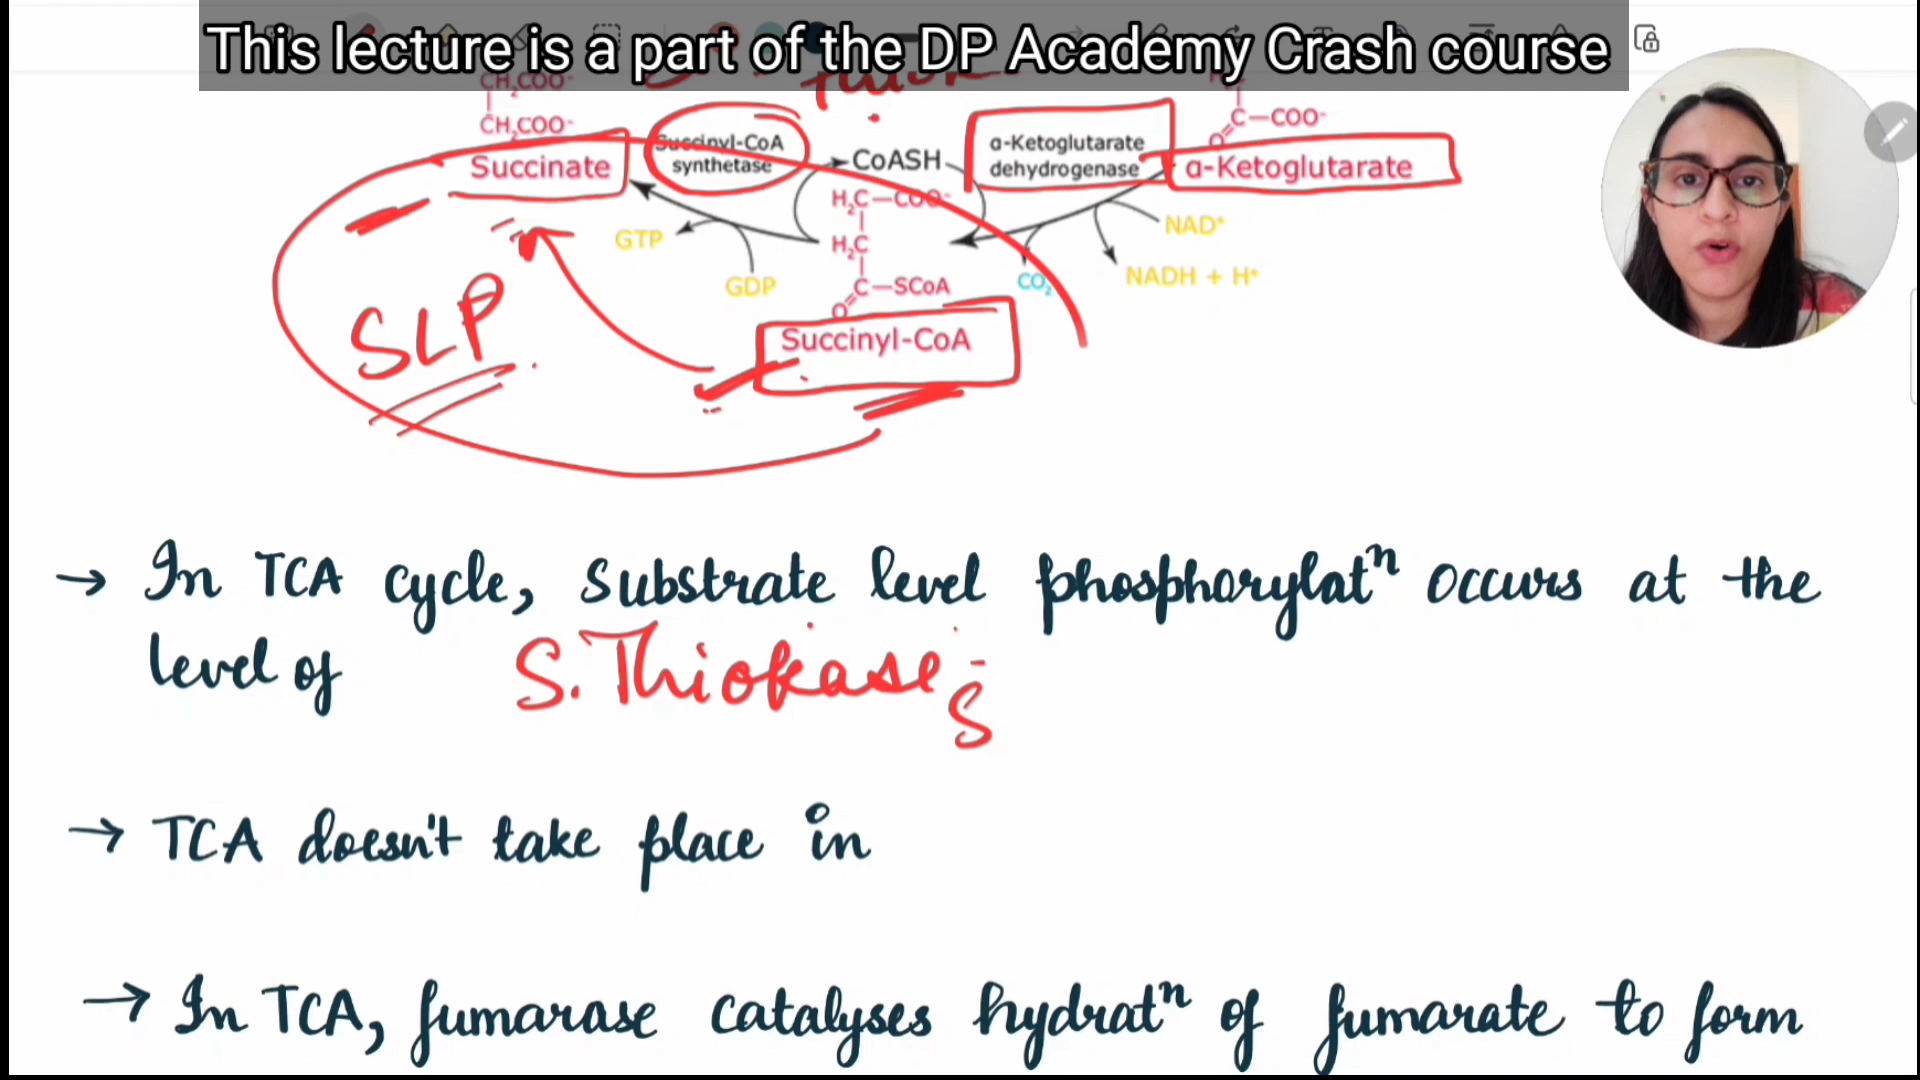 This lecture is a part of the DP Academy Crash course
CH₂COO⁻
CH₂COO⁻
Succinate
Succinyl-CoA
synthetase
CoASH
α-Ketoglutarate
dehydrogenase
C—COO⁻
O
α-Ketoglutarate
H₂C—COO⁻
GTP
H₂C
NAD⁺
GDP
C—SCoA
O
CO₂
NADH + H⁺
SLP
Succinyl-CoA
→ In TCA cycle, substrate level phosphorylatⁿ occurs at the
level of S. Thiokinase
S
→ TCA doesn't take place in
→ In TCA, fumarase catalyses hydratⁿ of fumarate to form